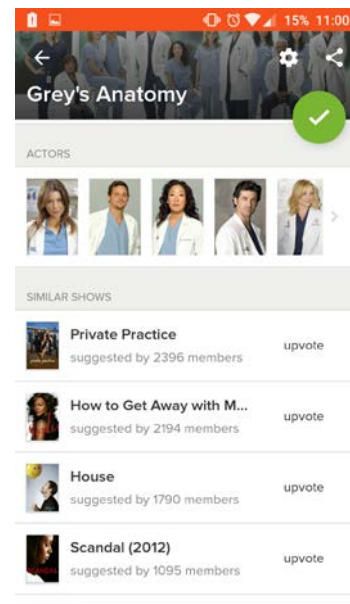 15% 11:00
Grey's Anatomy
ACTORS
SIMILAR SHOWS
Private Practice
suggested by 2396 members
upvote
How to Get Away with M...
suggested by 2194 members
upvote
House
suggested by 1790 members
upvote
Scandal (2012)
suggested by 1095 members
upvote
SCANDAL